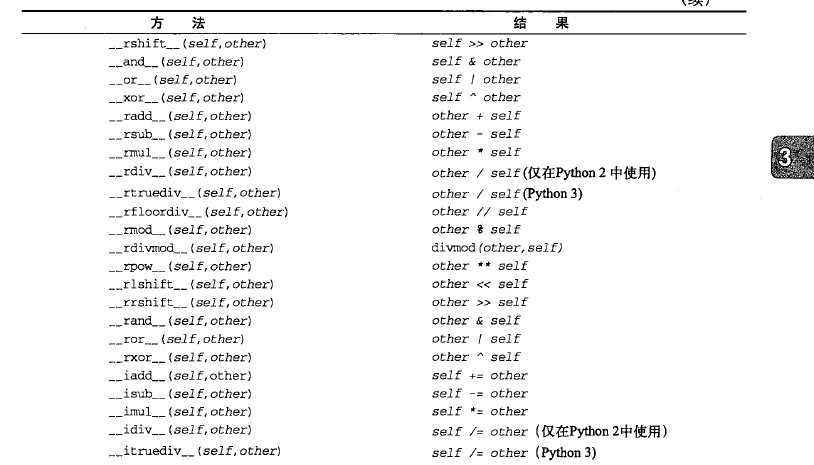 (续)
方 法 结 果
__rshift__(self,other) self >> other
__and__(self,other) self & other
__or__(self,other) self | other
__xor__(self,other) self ^ other
__radd__(self,other) other + self
__rsub__(self,other) other - self
__rmul__(self,other) other * self
__rdiv__(self,other) other / self(仅在Python 2 中使用)
__rtruediv__(self,other) other / self(Python 3)
__rfloordiv__(self,other) other // self
__rmod__(self,other) other % self
__rdivmod__(self,other) divmod(other,self)
__rpow__(self,other) other ** self
__rlshift__(self,other) other << self
__rrshift__(self,other) other >> self
__rand__(self,other) other & self
__ror__(self,other) other | self
__rxor__(self,other) other ^ self
__iadd__(self,other) self += other
__isub__(self,other) self -= other
__imul__(self,other) self *= other
__idiv__(self,other) self /= other (仅在Python 2中使用)
__itruediv__(self,other) self /= other (Python 3)
3